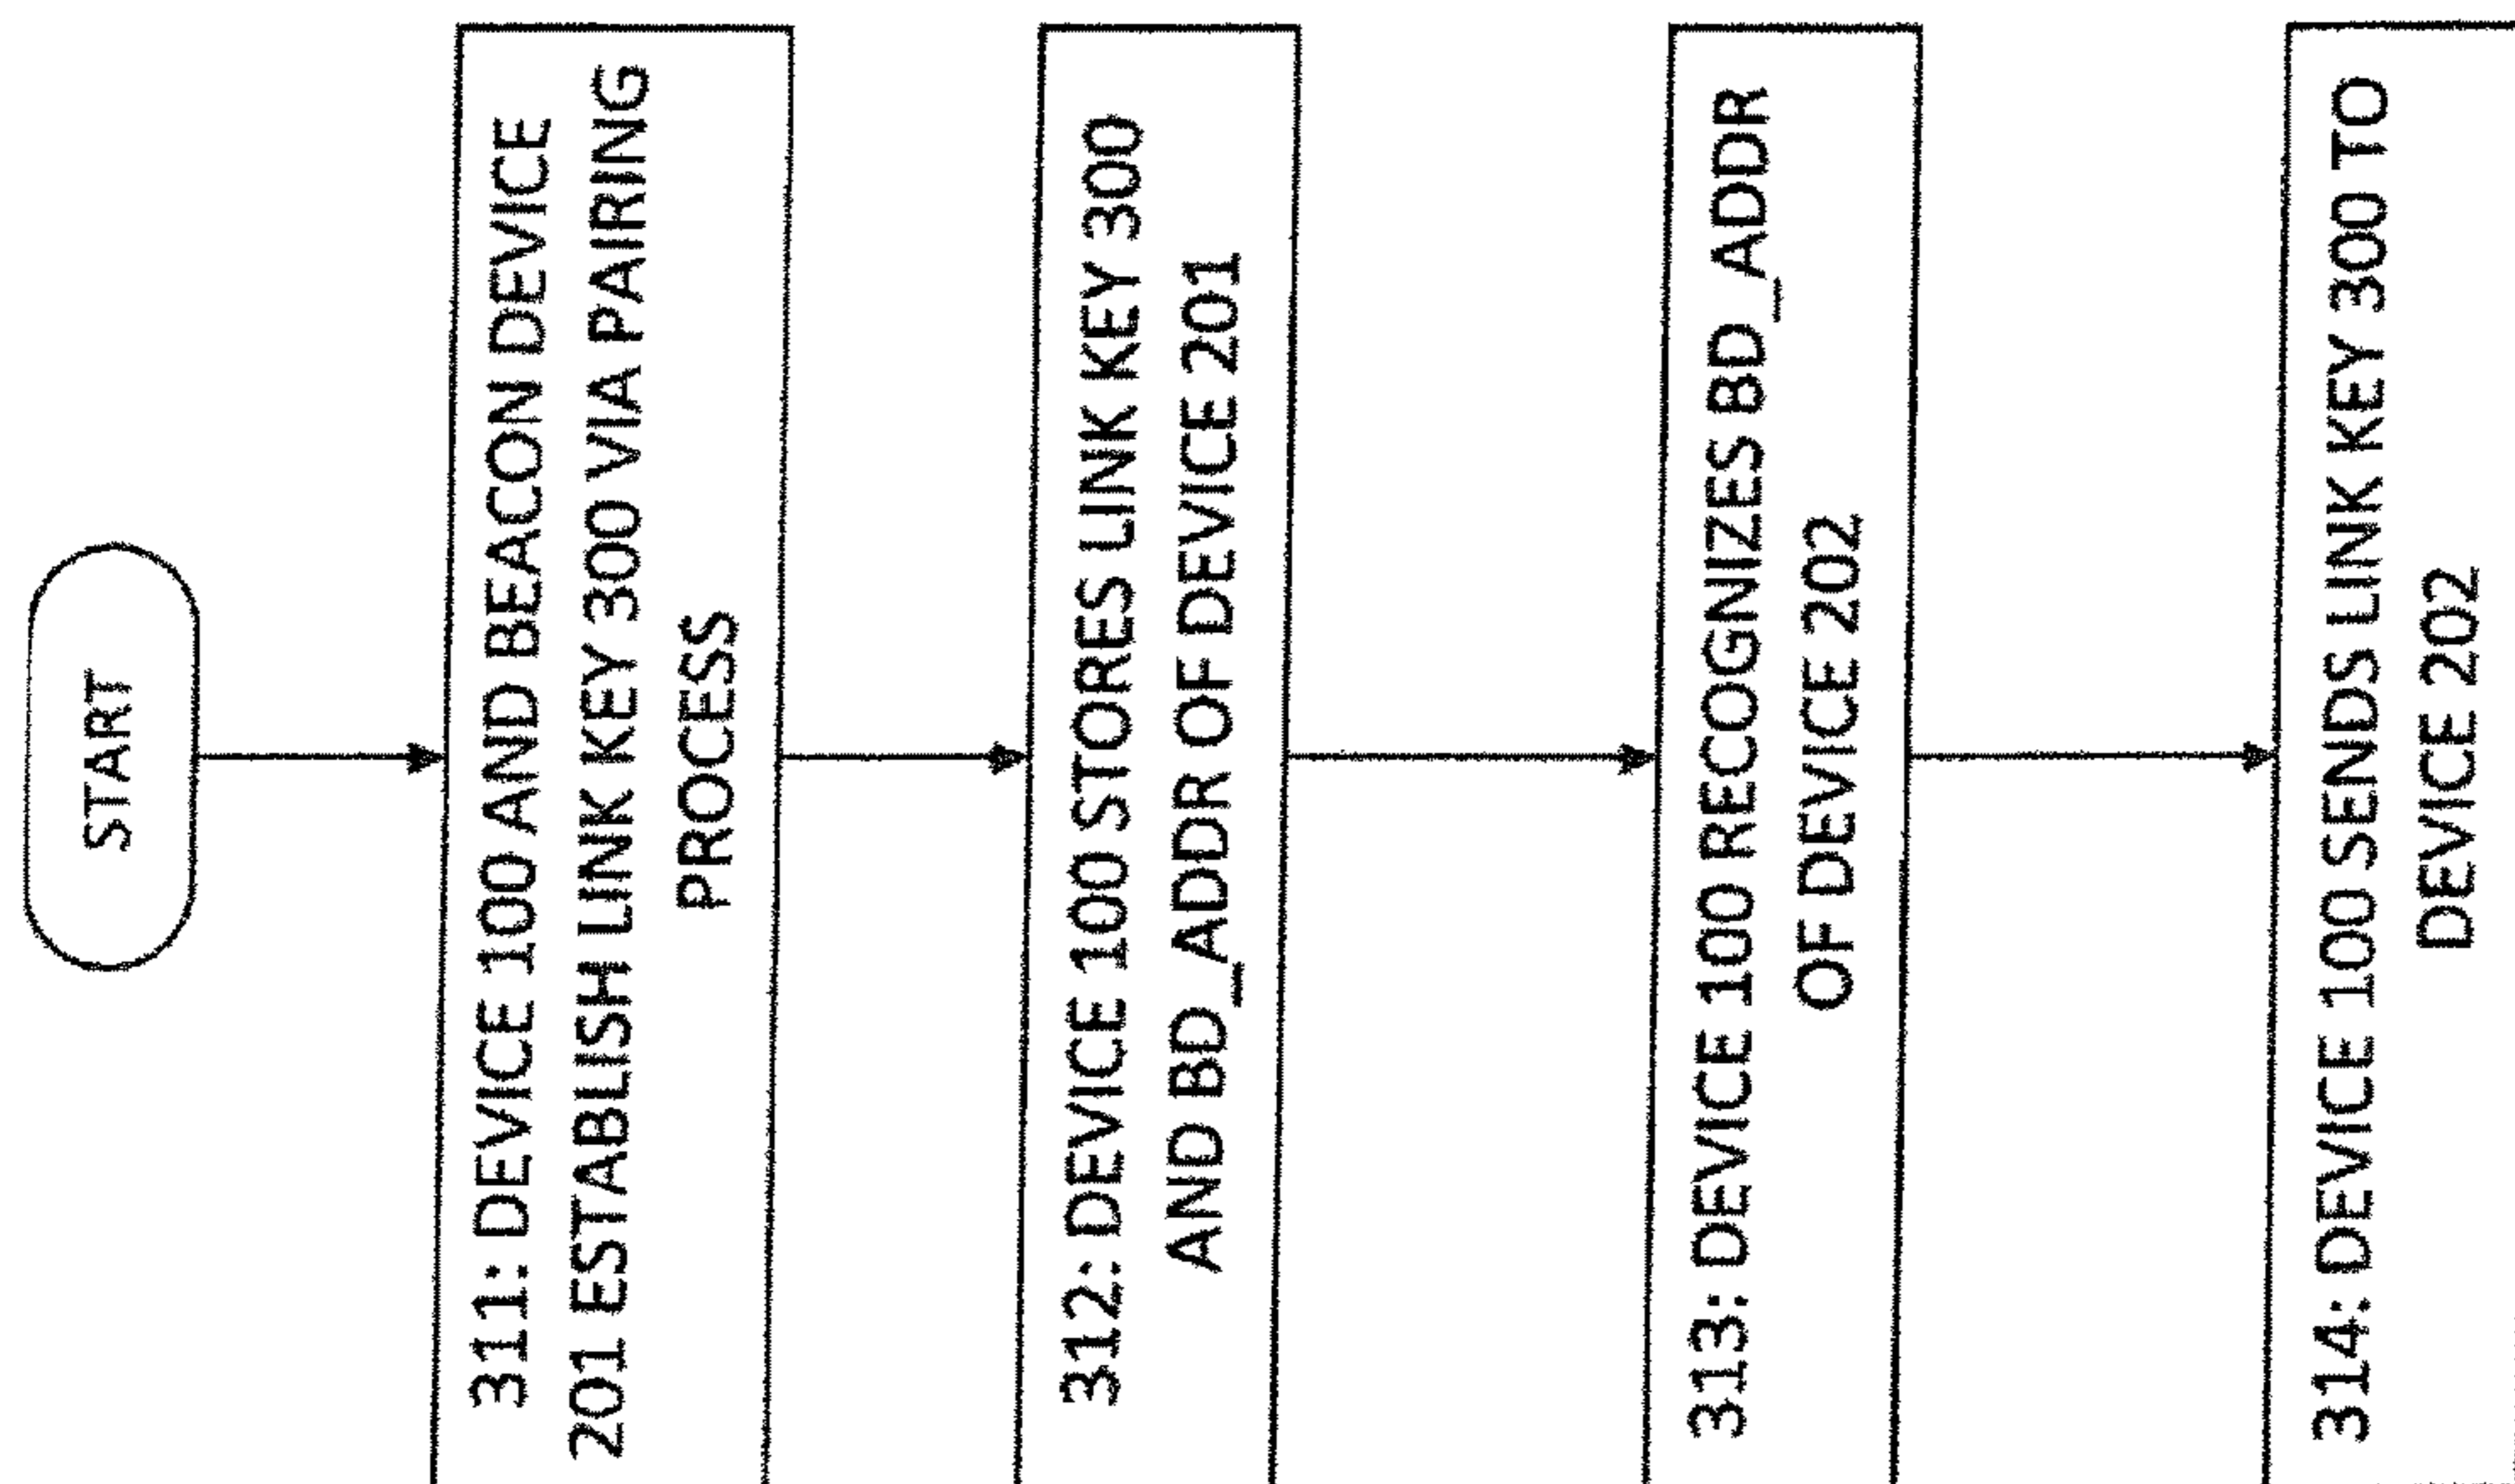 START
311: DEVICE 100 AND BEACON DEVICE
201 ESTABLISH LINK KEY 300 VIA PAIRING
PROCESS
312: DEVICE 100 STORES LINK KEY 300
AND BD_ADDR OF DEVICE 201
313: DEVICE 100 RECOGNIZES BD_ADDR
OF DEVICE 202
314: DEVICE 100 SENDS LINK KEY 300 TO
DEVICE 202